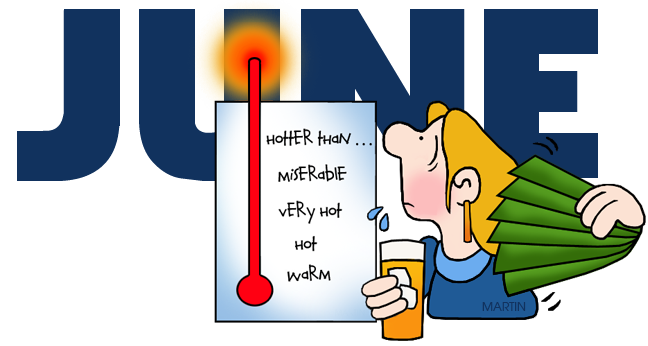 JUNE
HOTTER THAN ...
MISERABLE
VERY HOT
HOT
WARM
MARTIN